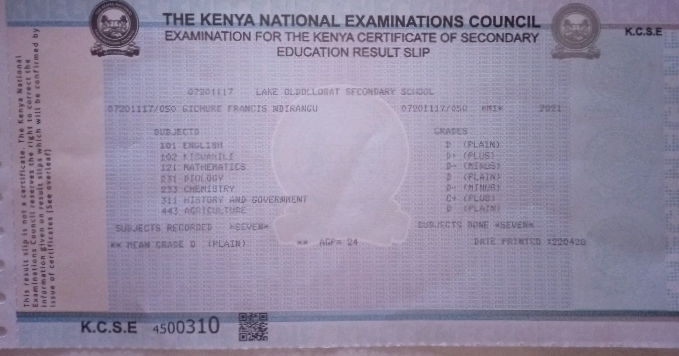 THE KENYA NATIONAL EXAMINATIONS COUNCIL
EXAMINATION FOR THE KENYA CERTIFICATE OF SECONDARY
EDUCATION RESULT SLIP
K.C.S.E
07201117 LAKE OLBOLLOSAT SECONDARY SCHOOL
07201117/050 GICHURE FRANCIS NDIRANGU 07201117/050 2021
SUBJECTS GRADES
101 ENGLISH D (PLAIN)
102 KISWAHILI D+ (PLUS)
121 MATHEMATICS D- (MINUS)
231 BIOLOGY D (PLAIN)
233 CHEMISTRY D- (MINUS)
311 HISTORY AND GOVERNMENT C+ (PLUS)
443 AGRICULTURE D (PLAIN)
SUBJECTS RECORDED *SEVEN* SUBJECTS DONE *SEVEN*
** MEAN GRADE D (PLAIN) ** AGP= 24 DATE PRINTED
K.C.S.E 4500310
This result slip is not a certificate. The Kenya National
Examinations Council reserves the right to correct the
information given on result slips which will be confirmed by
issue of certificates (See overleaf)